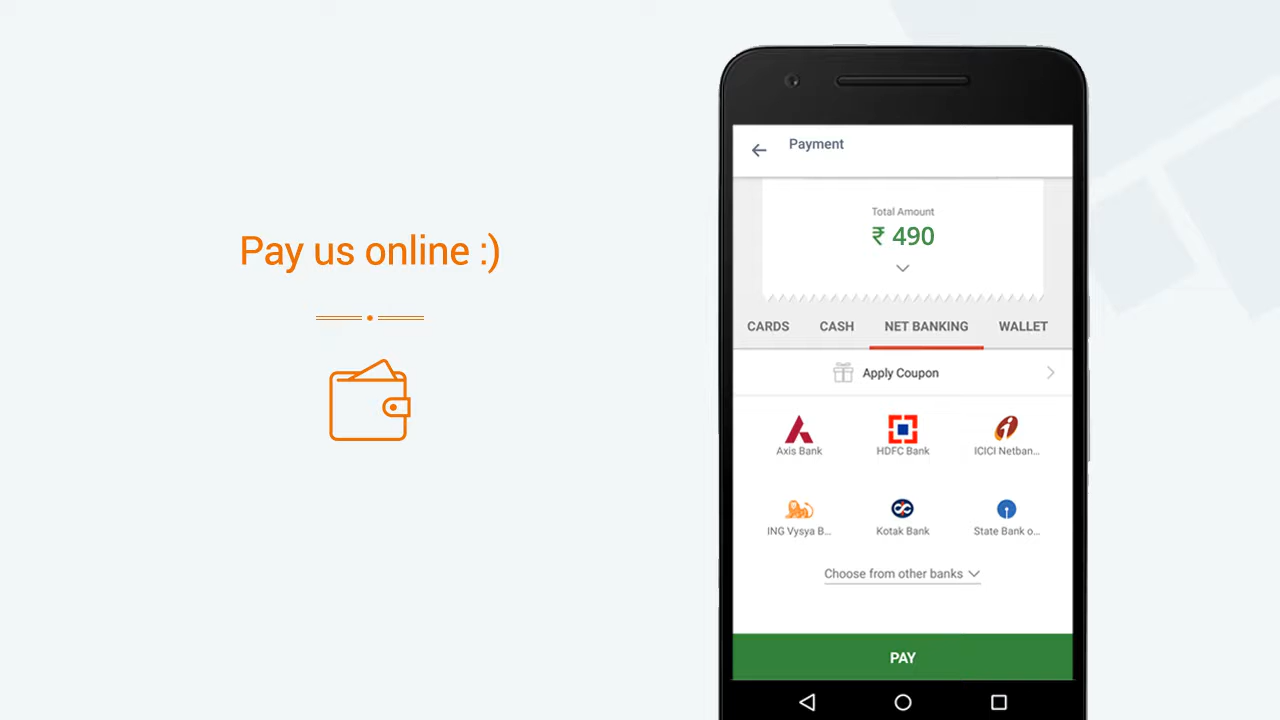 Pay us online :)
Payment
Total Amount
₹ 490
CARDS CASH NET BANKING WALLET
Apply Coupon
Axis Bank HDFC Bank ICICI Netban...
ING Vysya B... Kotak Bank State Bank o...
Choose from other banks
PAY